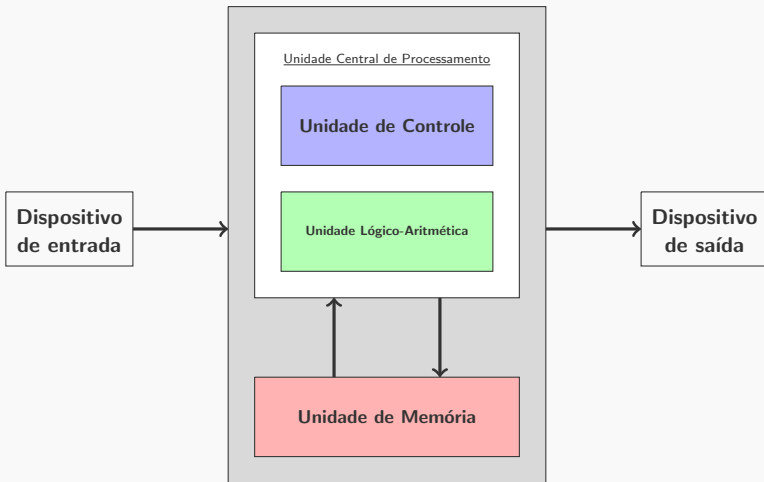 Unidade Central de Processamento
Unidade de Controle
Dispositivo
de entrada
Unidade Lógico-Aritmética
Dispositivo
de saída
Unidade de Memória